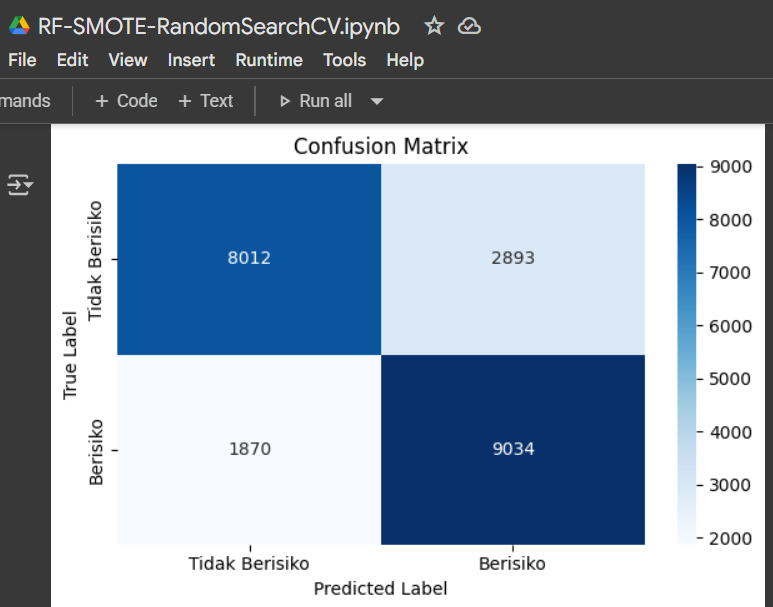 RF-SMOTE-RandomSearchCV.ipynb
File Edit View Insert Runtime Tools Help
mands + Code + Text Run all
Confusion Matrix
True Label
Tidak Berisiko
8012 2893
Berisiko
1870 9034
Tidak Berisiko Berisiko
Predicted Label
9000
8000
7000
6000
5000
4000
3000
2000